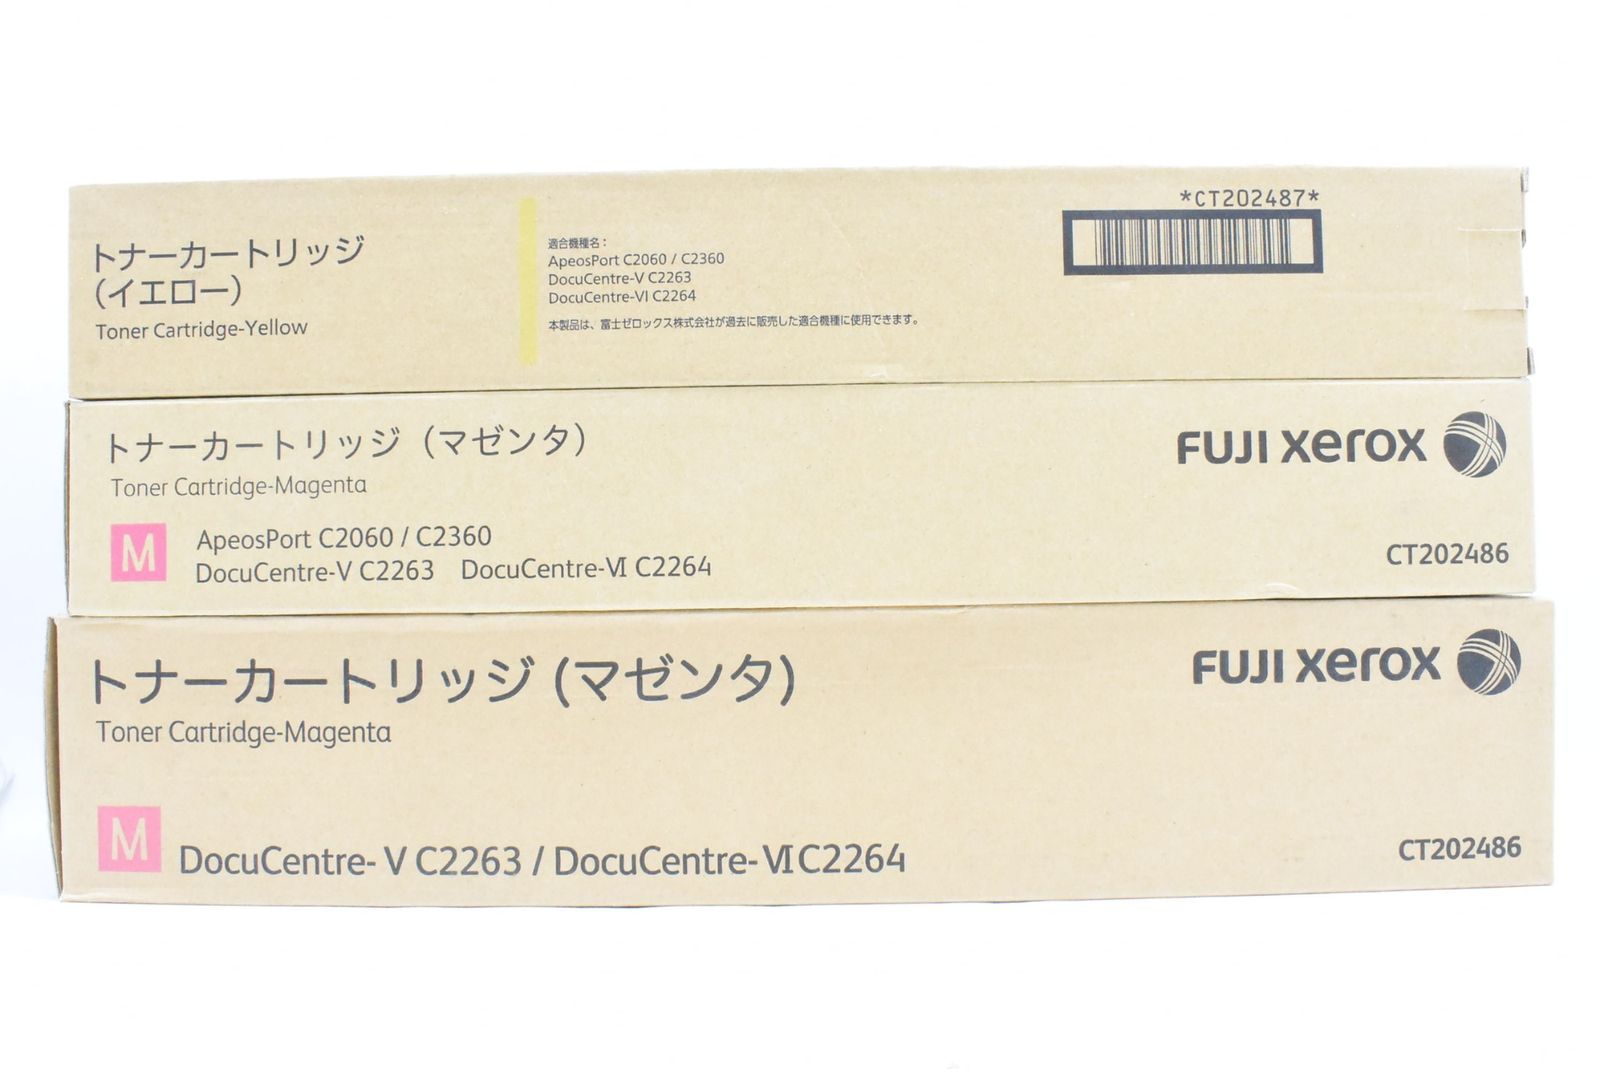 トナーカートリッジ
(イエロー)
Toner Cartridge-Yellow
適合機種名：
ApeosPort C2060 / C2360
DocuCentre-V C2263
DocuCentre-VI C2264
本製品は、富士ゼロックス株式会社が過去に販売した適合機種に使用できます。
*CT202487*
トナーカートリッジ（マゼンタ）
Toner Cartridge-Magenta
M
ApeosPort C2060 / C2360
DocuCentre-V C2263 DocuCentre-VI C2264
FUJI xerox
CT202486
トナーカートリッジ (マゼンタ)
Toner Cartridge-Magenta
M
DocuCentre- V C2263 / DocuCentre-VI C2264
FUJI xerox
CT202486